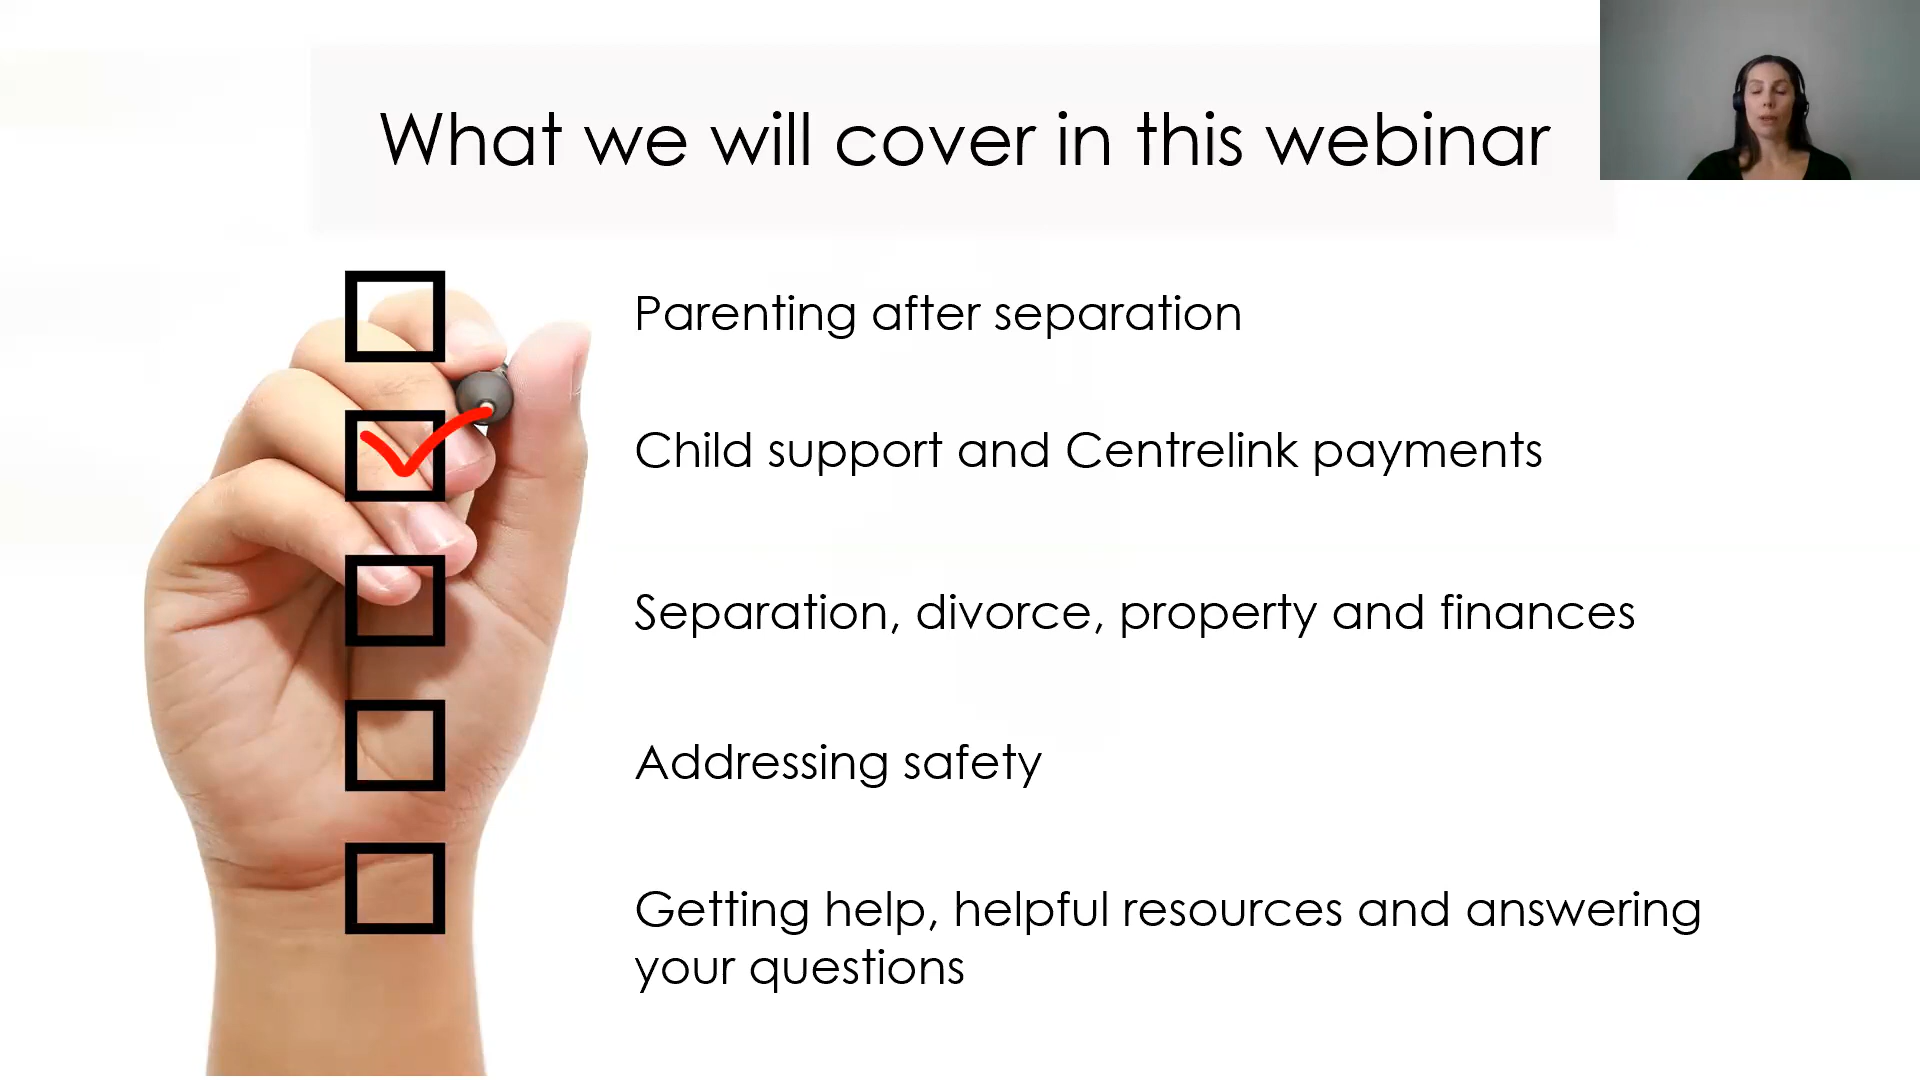 What we will cover in this webinar
Parenting after separation
Child support and Centrelink payments
Separation, divorce, property and finances
Addressing safety
Getting help, helpful resources and answering
your questions